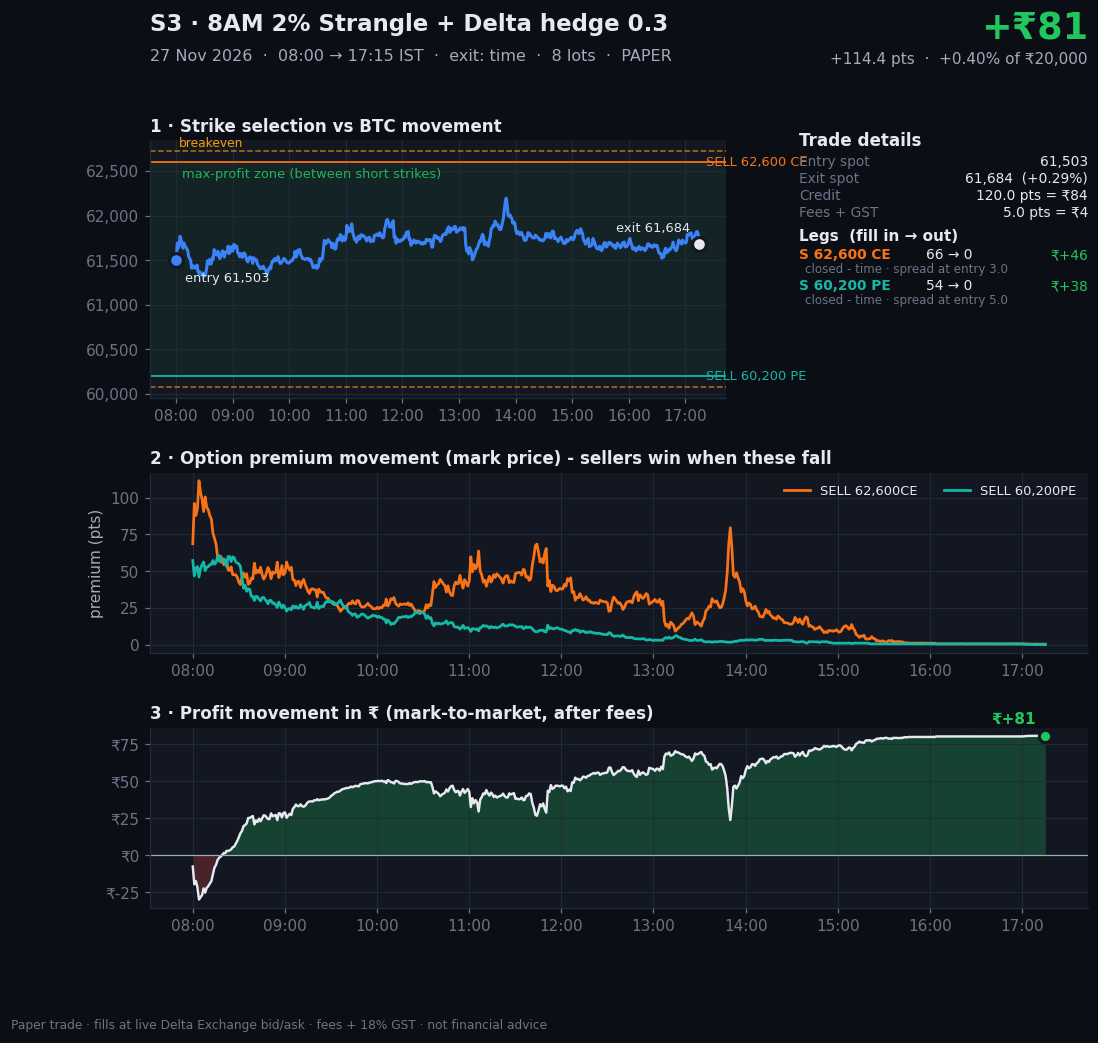 S3 · 8AM 2% Strangle + Delta hedge 0.3
+₹81
27 Nov 2026 · 08:00 → 17:15 IST · exit: time · 8 lots · PAPER
+114.4 pts · +0.40% of ₹20,000
1 · Strike selection vs BTC movement
breakeven
SELL 62,600 CE
max-profit zone (between short strikes)
exit 61,684
entry 61,503
SELL 60,200 PE
62,500
62,000
61,500
61,000
60,500
60,000
08:00 09:00 10:00 11:00 12:00 13:00 14:00 15:00 16:00 17:00
Trade details
Entry spot 61,503
Exit spot 61,684 (+0.29%)
Credit 120.0 pts = ₹84
Fees + GST 5.0 pts = ₹4
Legs (fill in → out)
S 62,600 CE 66 → 0 ₹+46
closed - time · spread at entry 3.0
S 60,200 PE 54 → 0 ₹+38
closed - time · spread at entry 5.0
2 · Option premium movement (mark price) - sellers win when these fall
SELL 62,600CE SELL 60,200PE
premium (pts)
100
75
50
25
0
08:00 09:00 10:00 11:00 12:00 13:00 14:00 15:00 16:00 17:00
3 · Profit movement in ₹ (mark-to-market, after fees)
₹+81
₹75
₹50
₹25
₹0
₹-25
08:00 09:00 10:00 11:00 12:00 13:00 14:00 15:00 16:00 17:00
Paper trade · fills at live Delta Exchange bid/ask · fees + 18% GST · not financial advice